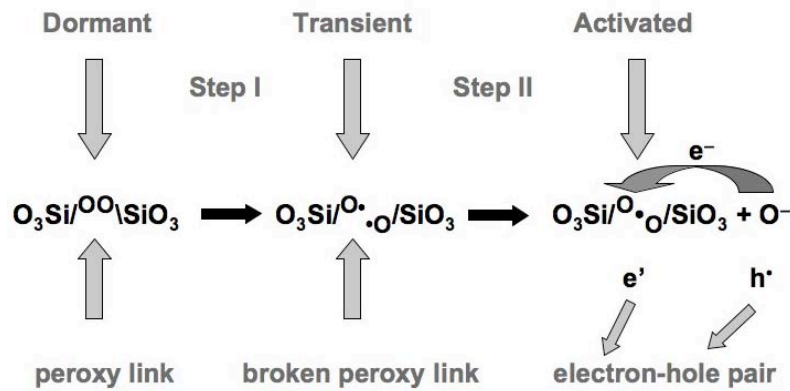 Dormant Transient Activated
Step I Step II
e⁻
O₃Si/ᴼᴼ\SiO₃ O₃Si/ᴼ•.•O/SiO₃ O₃Si/ᴼ•O/SiO₃ + O⁻
e’ h•
peroxy link broken peroxy link electron-hole pair